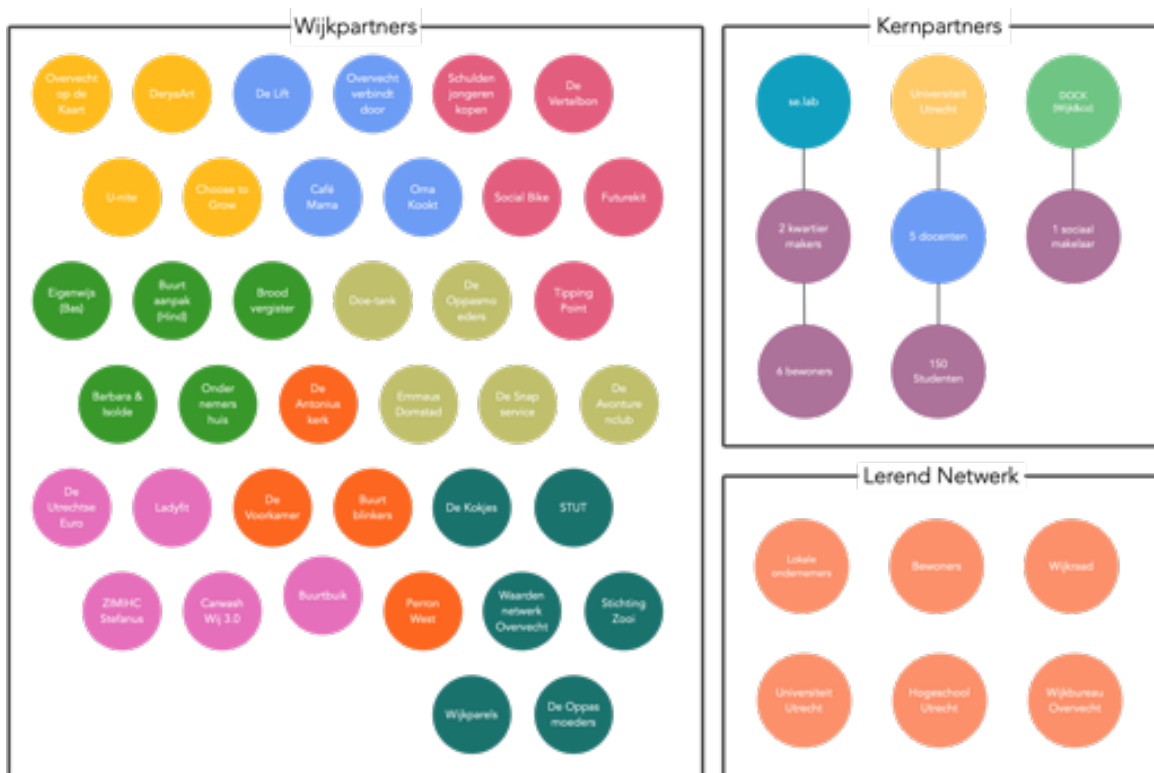 Wijkpartners
Overvecht
op de
Kaart
DeryaArt
De Lift
Overvecht
verbindt
door
Schulden
jongeren
kopen
De
Vertelbon
U-nite
Choose to
Grow
Café
Mama
Oma
Kookt
Social Bike
Futurekit
Eigenwijs
(Bas)
Buurt
aanpak
(Hind)
Brood
vergister
Doe-tank
De
Oppasmo
eders
Tipping
Point
Barbara &
Isolde
Onder
nemers
huis
De
Antonius
kerk
Emmaus
Domstad
De Snap
service
De
Avonture
nclub
De
Utrechtse
Euro
Ladyfit
De
Voorkamer
Buurt
blinkers
De Kokjes
STUT
ZIMIHC
Stefanus
Carwash
Wij 3.0
Buurtbuik
Perron
West
Waarden
netwerk
Overvecht
Stichting
Zooi
Wijkparels
De Oppas
moeders
Kernpartners
se.lab
Universiteit
Utrecht
DOCK
(Wijk&co)
2 kwartier
makers
5 docenten
1 sociaal
makelaar
6 bewoners
150
Studenten
Lerend Netwerk
Lokale
ondernemers
Bewoners
Wijkraad
Universiteit
Utrecht
Hogeschool
Utrecht
Wijkbureau
Overvecht